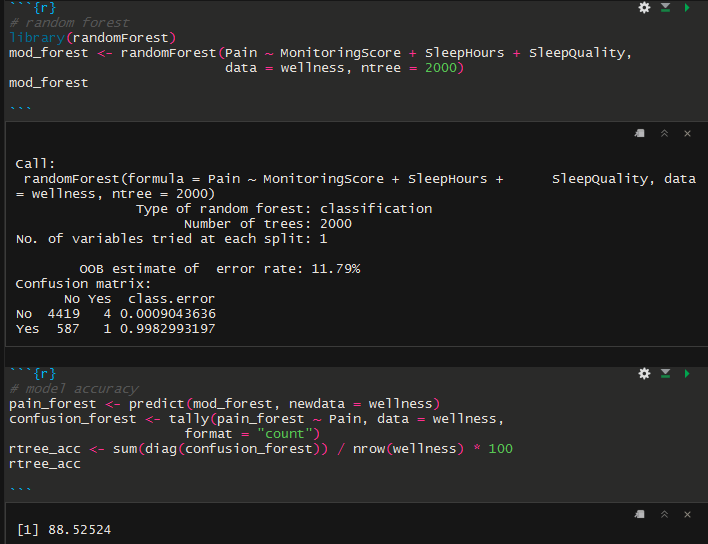 ```{r}
# random forest
library(randomForest)
mod_forest <- randomForest(Pain ~ MonitoringScore + SleepHours + SleepQuality,
                           data = wellness, ntree = 2000)
mod_forest

```

Call:
 randomForest(formula = Pain ~ MonitoringScore + SleepHours +      SleepQuality, data
= wellness, ntree = 2000)
               Type of random forest: classification
                     Number of trees: 2000
No. of variables tried at each split: 1

        OOB estimate of  error rate: 11.79%
Confusion matrix:
      No Yes  class.error
No  4419   4 0.0009043636
Yes  587   1 0.9982993197

```{r}
# model accuracy
pain_forest <- predict(mod_forest, newdata = wellness)
confusion_forest <- tally(pain_forest ~ Pain, data = wellness,
                      format = "count")
rtree_acc <- sum(diag(confusion_forest)) / nrow(wellness) * 100
rtree_acc

```

[1] 88.52524